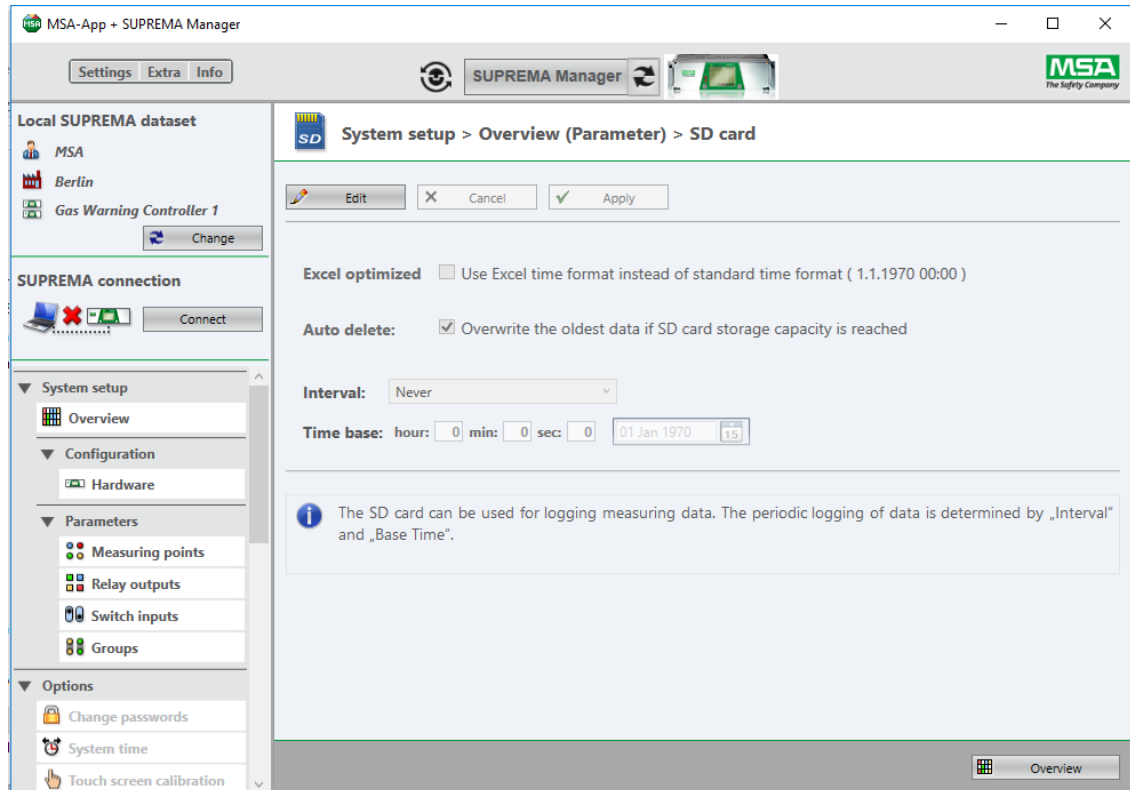 MSA-App + SUPREMA Manager
Settings Extra Info
SUPREMA Manager
MSA
The Safety Company
Local SUPREMA dataset
MSA
Berlin
Gas Warning Controller 1
Change
SUPREMA connection
Connect
System setup
Overview
Configuration
Hardware
Parameters
Measuring points
Relay outputs
Switch inputs
Groups
Options
Change passwords
System time
Touch screen calibration
SD
System setup > Overview (Parameter) > SD card
Edit Cancel Apply
Excel optimized Use Excel time format instead of standard time format ( 1.1.1970 00:00 )
Auto delete: Overwrite the oldest data if SD card storage capacity is reached
Interval: Never
Time base: hour: 0 min: 0 sec: 0 01 Jan 1970 15
The SD card can be used for logging measuring data. The periodic logging of data is determined by „Interval“
and „Base Time“.
Overview